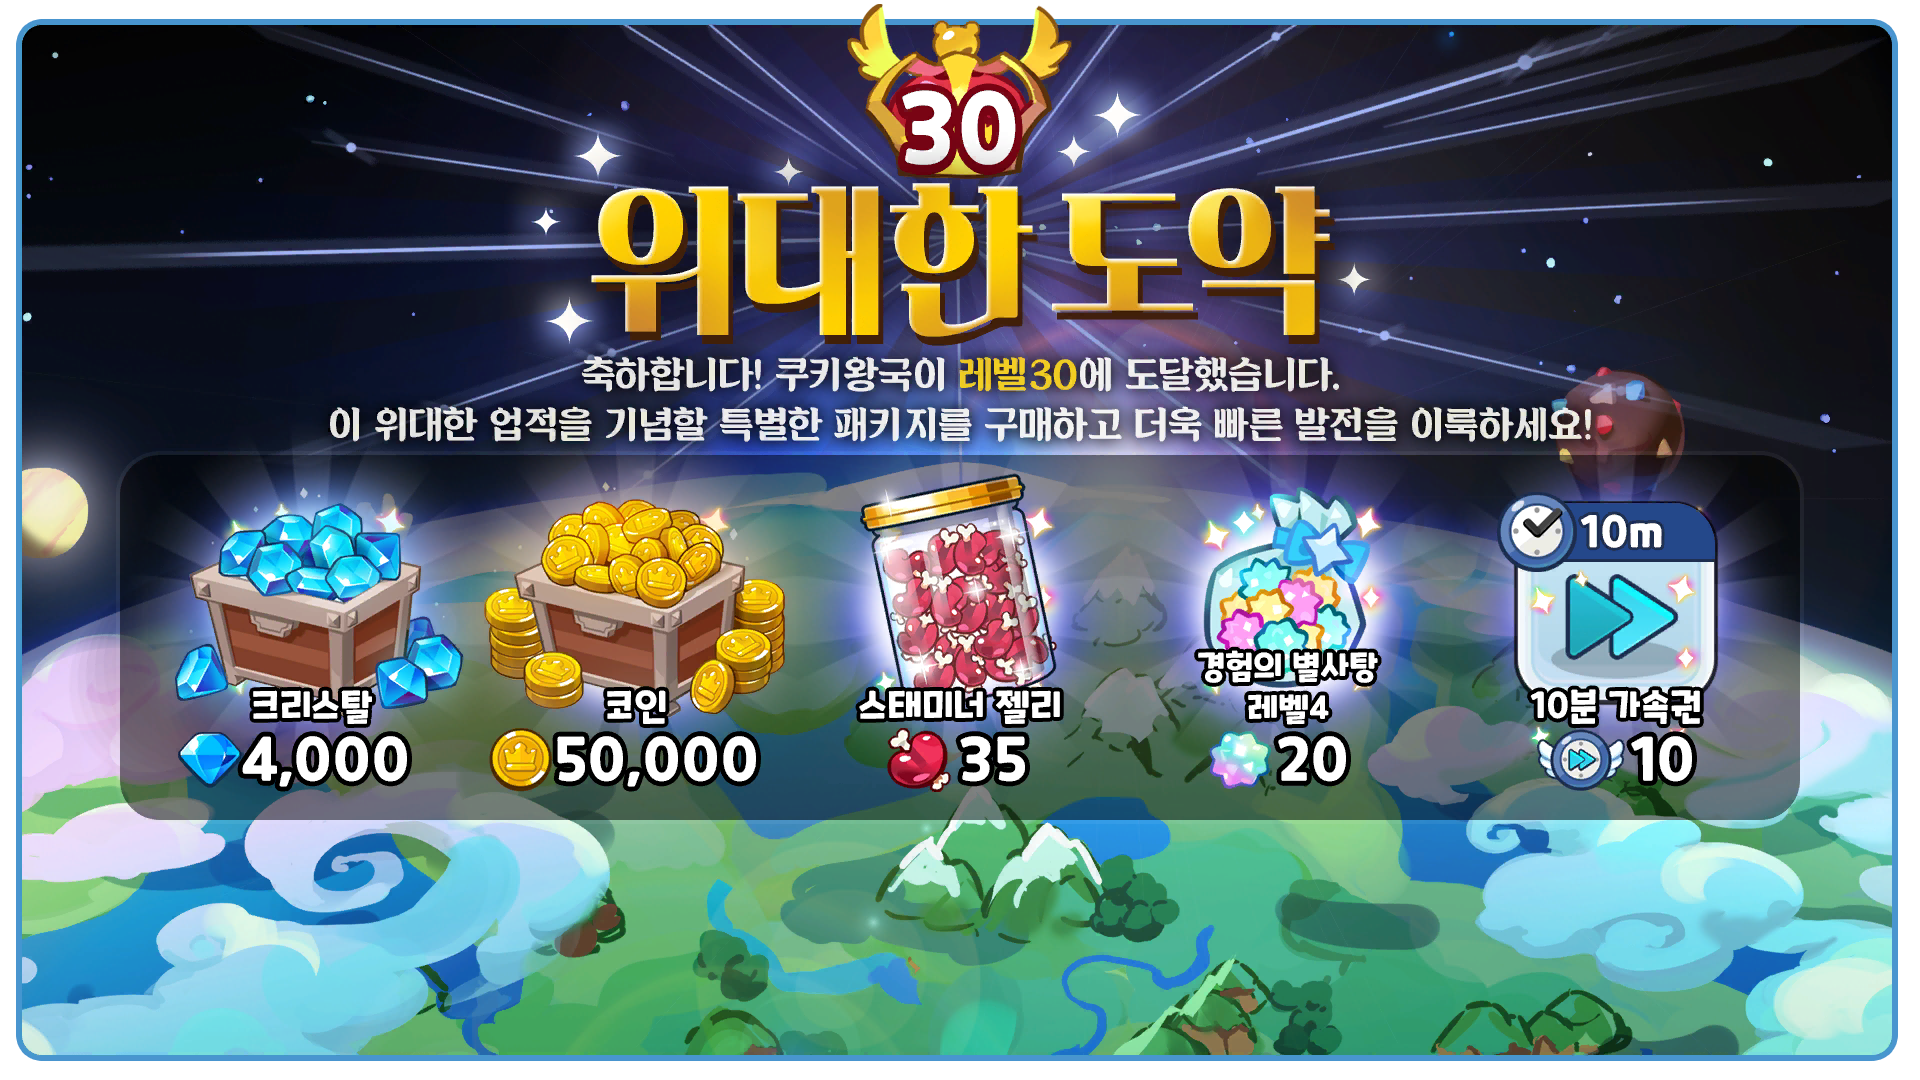 30
위대한 도약
축하합니다! 쿠키왕국이 레벨30에 도달했습니다.
이 위대한 업적을 기념할 특별한 패키지를 구매하고 더욱 빠른 발전을 이룩하세요!
크리스탈
4,000
코인
50,000
스태미너 젤리
35
경험의 별사탕
레벨4
20
10m
10분 가속권
10